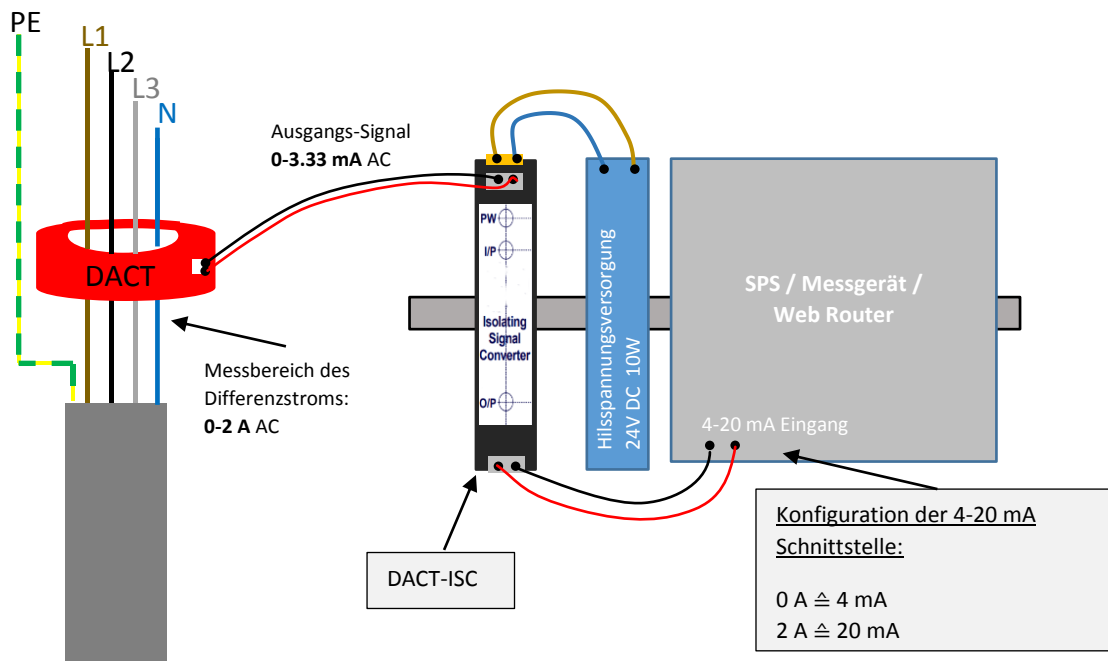 PE
L1
L2
L3
N
DACT
Ausgangs-Signal
0-3.33 mA AC
Messbereich des
Differenzstroms:
0-2 A AC
PW
I/P
Isolating
Signal
Converter
O/P
DACT-ISC
Hilsspannungsversorgung
24V DC 10W
SPS / Messgerät /
Web Router
4-20 mA Eingang
Konfiguration der 4-20 mA
Schnittstelle:
0 A ≙ 4 mA
2 A ≙ 20 mA